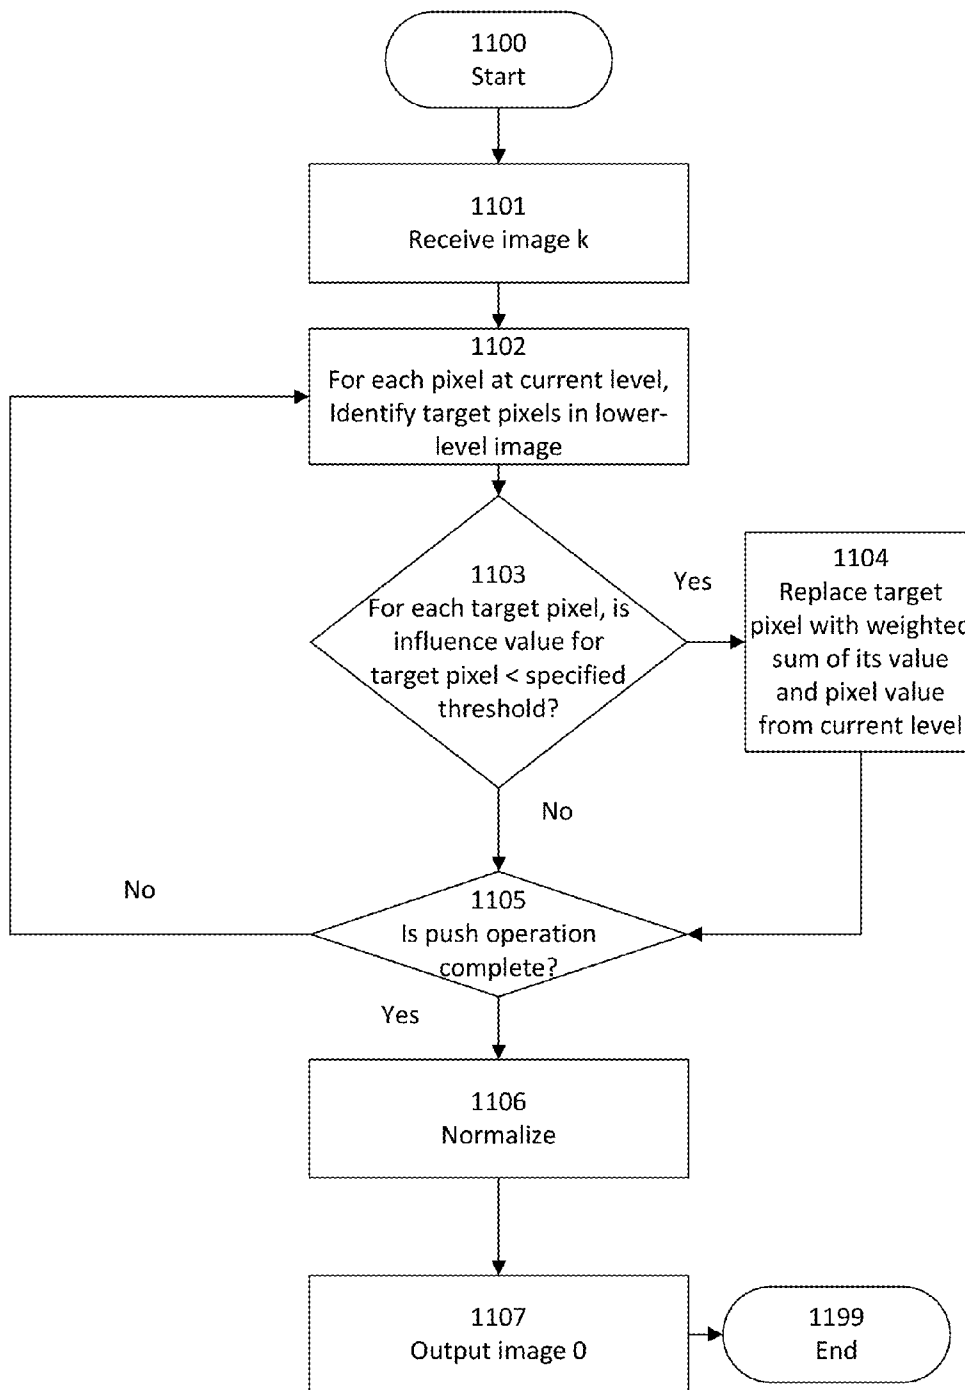 1100
Start
1101
Receive image k
1102
For each pixel at current level,
Identify target pixels in lower-
level image
1103
For each target pixel, is
influence value for
target pixel < specified
threshold?
Yes
1104
Replace target
pixel with weighted
sum of its value
and pixel value
from current level
No
No
1105
Is push operation
complete?
Yes
1106
Normalize
1107
Output image 0
1199
End